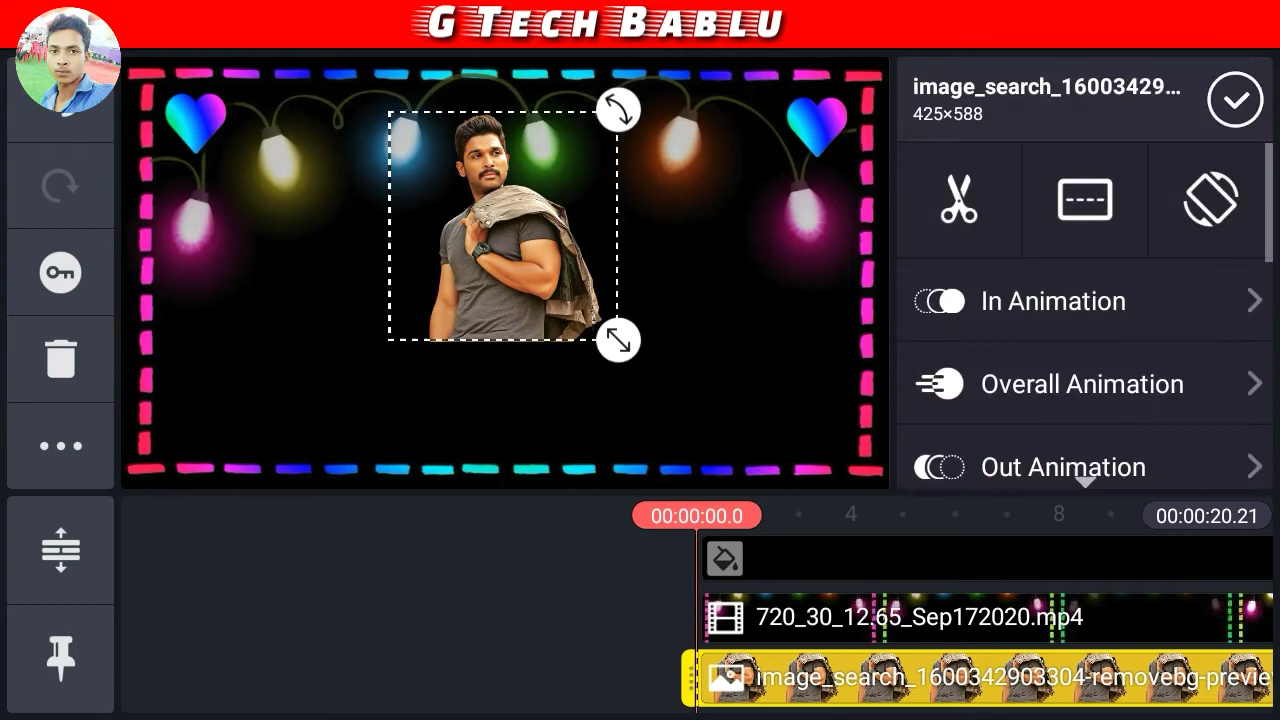 G Tech Bablu
image_search_16003429...
425×588
In Animation
Overall Animation
Out Animation
00:00:00.0
4
8
00:00:20.21
720_30_12.65_Sep172020.mp4
image_search_1600342903304-removebg-previe